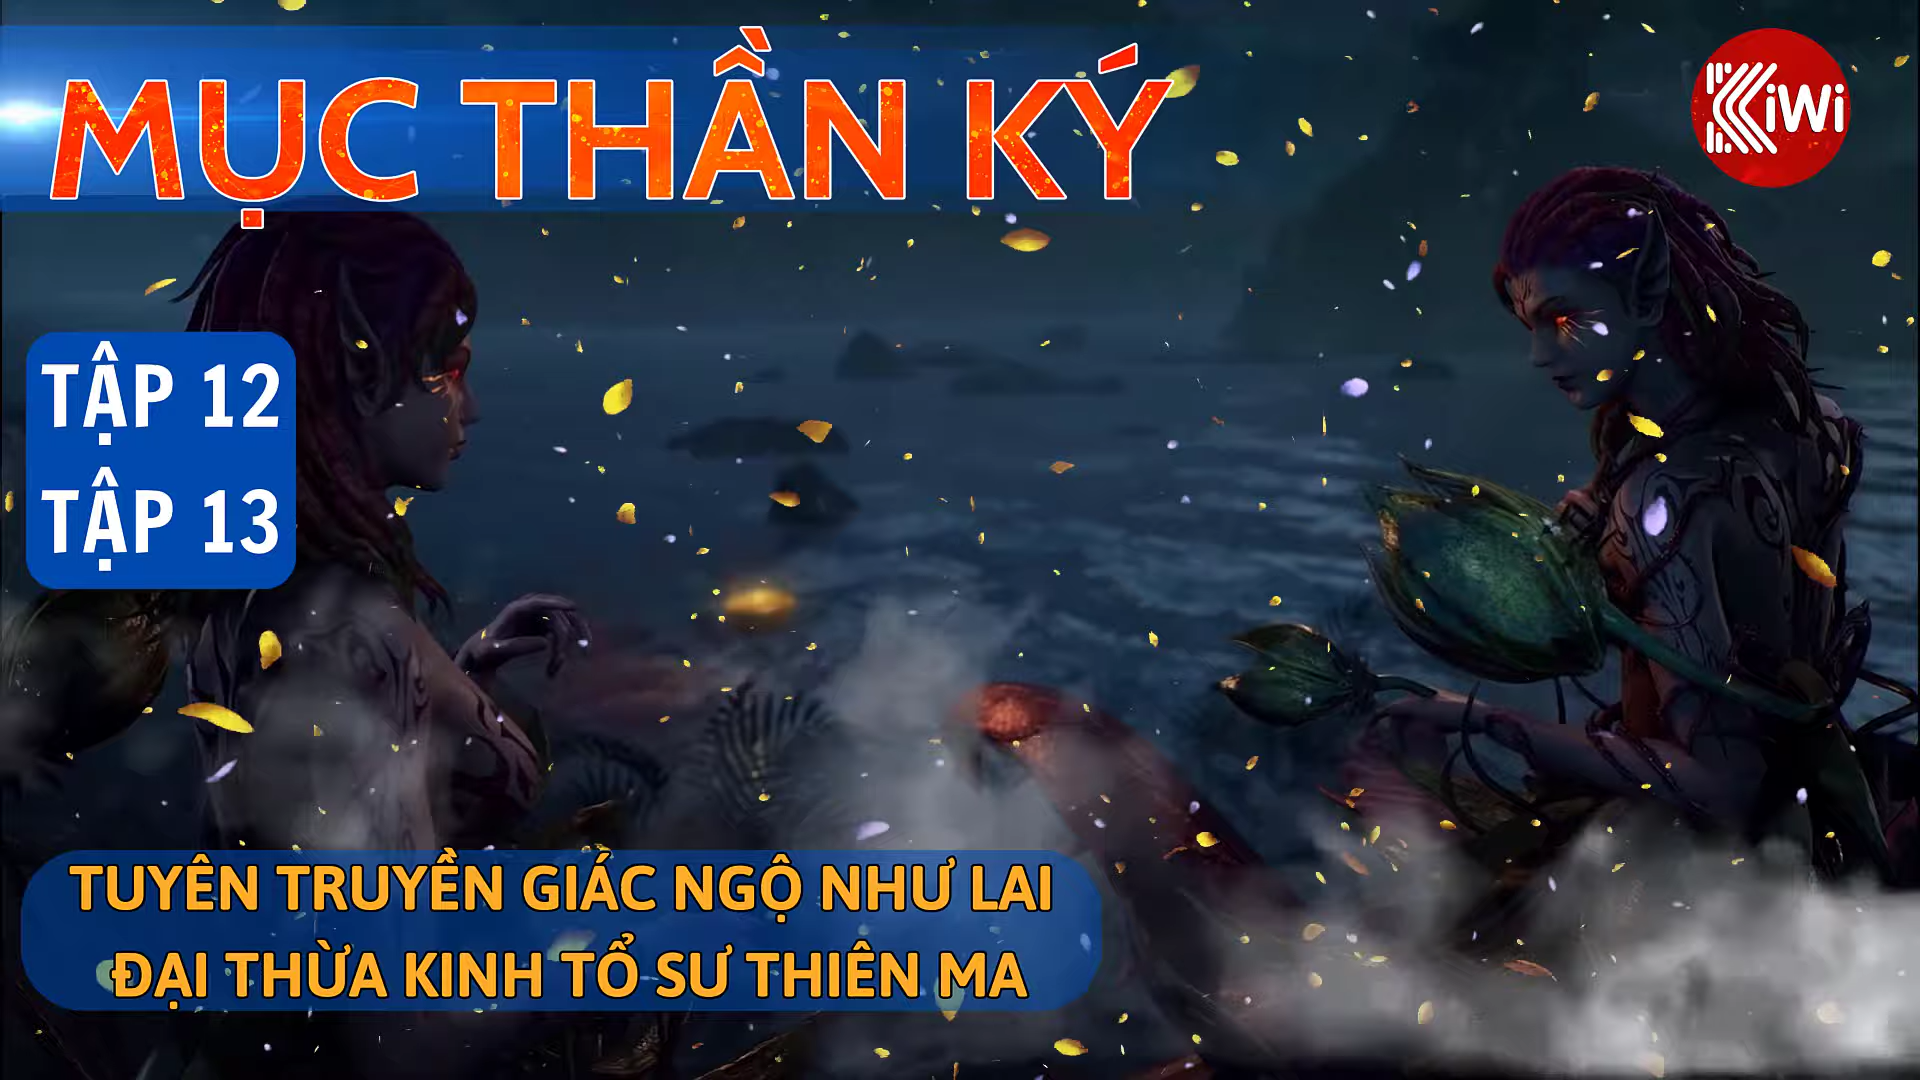 MỤC THẦN KÝ
KiWi
TẬP 12
TẬP 13
TUYÊN TRUYỀN GIÁC NGỘ NHƯ LAI
ĐẠI THỪA KINH TỔ SƯ THIÊN MA